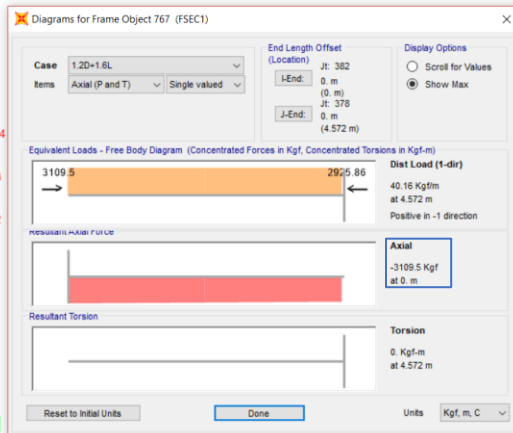 Diagrams for Frame Object 767 (FSEC1)
End Length Offset (Location)
Display Options
Case 1.2D+1.6L
Items Axial (P and T) Single valued
I-End: Jt: 382
0. m
(0. m)
J-End: Jt: 378
0. m
(4.572 m)
Scroll for Values
Show Max
Equivalent Loads - Free Body Diagram (Concentrated Forces in Kgf, Concentrated Torsions in Kgf-m)
3109.5
2925.86
Dist Load (1-dir)
40.16 Kgf/m
at 4.572 m
Positive in -1 direction
Resultant Axial Force
Axial
-3109.5 Kgf
at 0. m
Resultant Torsion
Torsion
0. Kgf-m
at 4.572 m
Reset to Initial Units
Done
Units Kgf, m, C